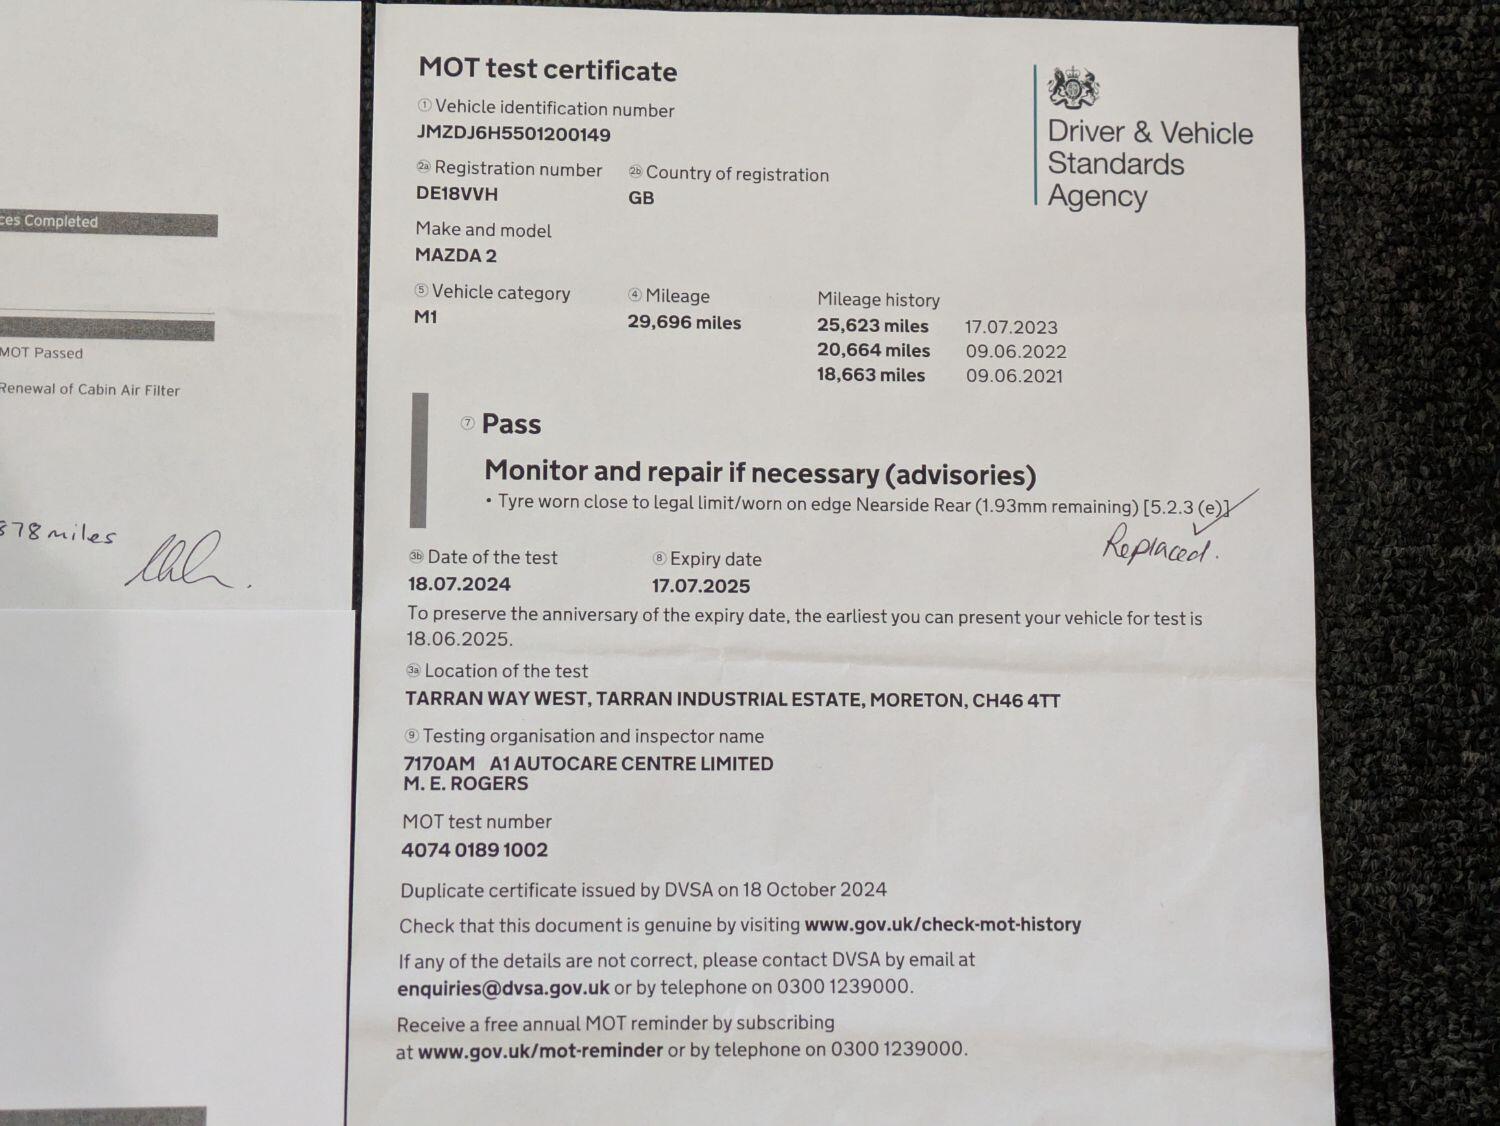 ces Completed
MOT Passed
Renewal of Cabin Air Filter
878 miles
MOT test certificate
① Vehicle identification number
JMZDJ6H5501200149
2a Registration number
DE18VVH
2b Country of registration
GB
Make and model
MAZDA 2
⑤ Vehicle category
M1
④ Mileage
29,696 miles
Mileage history
25,623 miles 17.07.2023
20,664 miles 09.06.2022
18,663 miles 09.06.2021
Driver & Vehicle
Standards
Agency
⑦ Pass
Monitor and repair if necessary (advisories)
• Tyre worn close to legal limit/worn on edge Nearside Rear (1.93mm remaining) [5.2.3 (e)]
Replaced.
3b Date of the test
18.07.2024
⑧ Expiry date
17.07.2025
To preserve the anniversary of the expiry date, the earliest you can present your vehicle for test is
18.06.2025.
3a Location of the test
TARRAN WAY WEST, TARRAN INDUSTRIAL ESTATE, MORETON, CH46 4TT
⑨ Testing organisation and inspector name
7170AM A1 AUTOCARE CENTRE LIMITED
M. E. ROGERS
MOT test number
4074 0189 1002
Duplicate certificate issued by DVSA on 18 October 2024
Check that this document is genuine by visiting www.gov.uk/check-mot-history
If any of the details are not correct, please contact DVSA by email at
enquiries@dvsa.gov.uk or by telephone on 0300 1239000.
Receive a free annual MOT reminder by subscribing
at www.gov.uk/mot-reminder or by telephone on 0300 1239000.